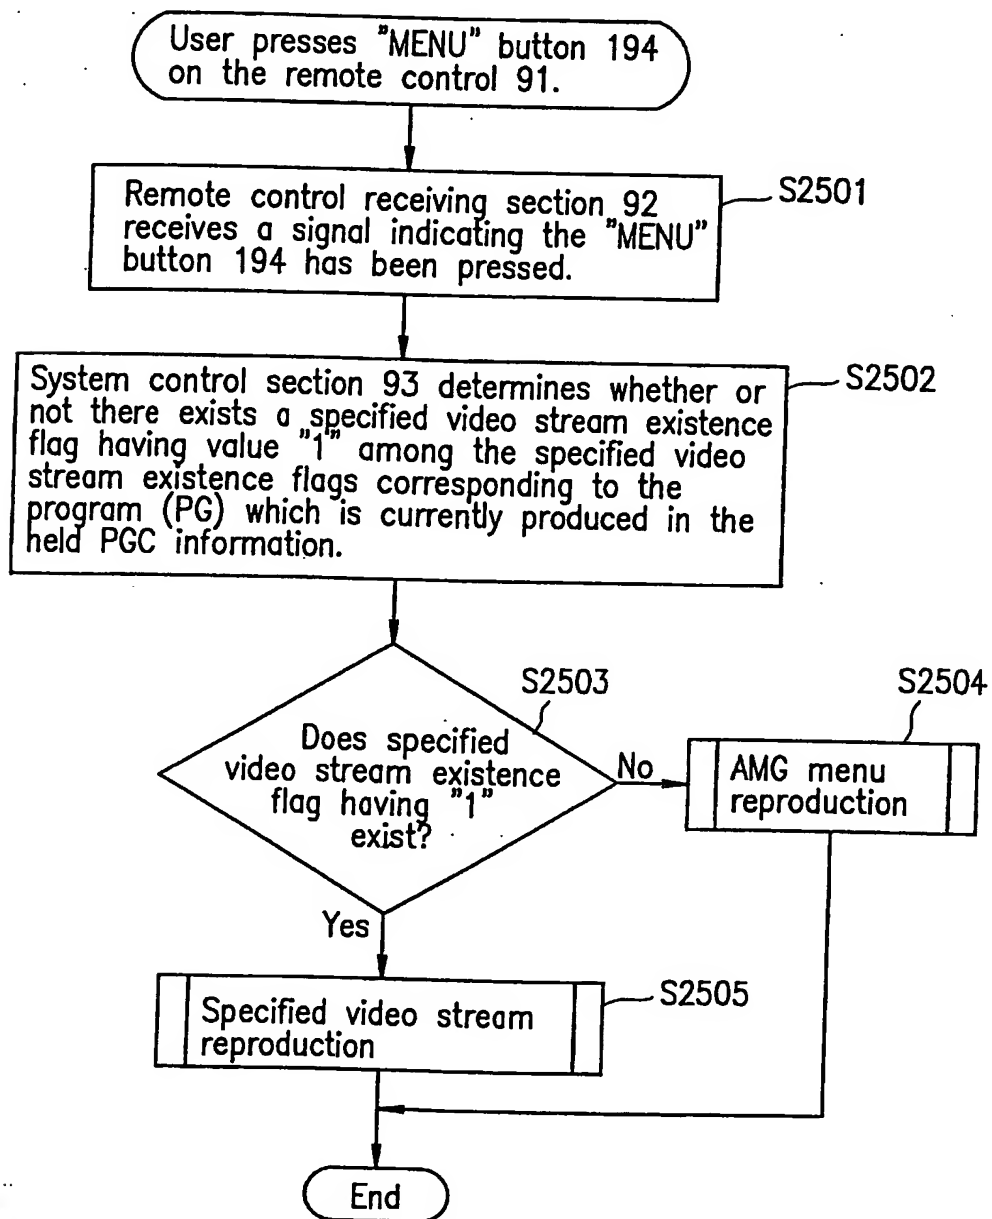 User presses "MENU" button 194
on the remote control 91.
S2501
Remote control receiving section 92
receives a signal indicating the "MENU"
button 194 has been pressed.
S2502
System control section 93 determines whether or
not there exists a specified video stream existence
flag having value "1" among the specified video
stream existence flags corresponding to the
program (PG) which is currently produced in the
held PGC information.
S2503
Does specified
video stream existence
flag having "1"
exist?
No
S2504
AMG menu
reproduction
Yes
S2505
Specified video stream
reproduction
End